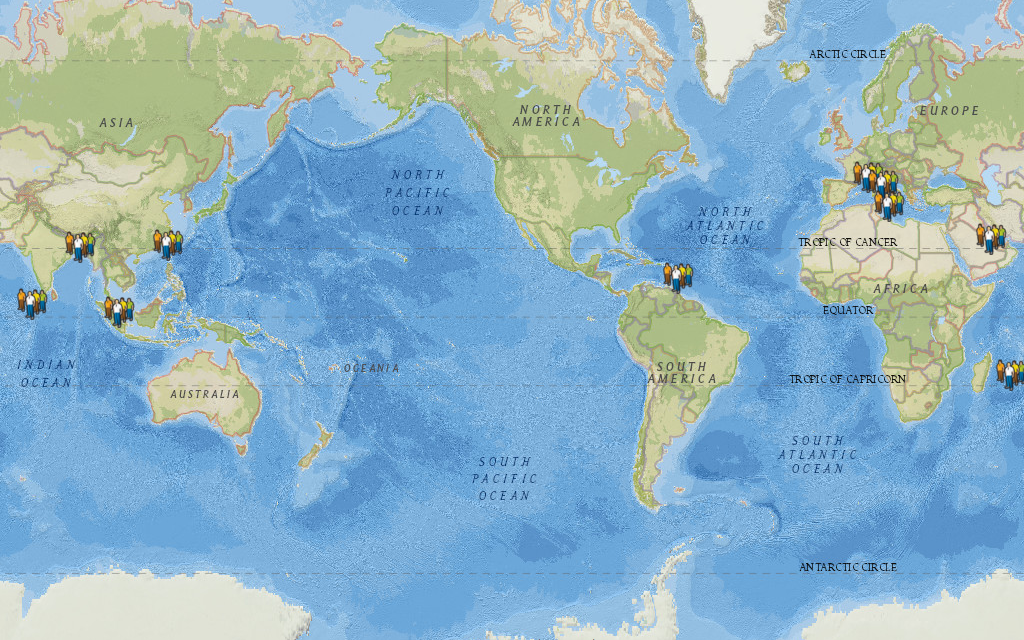 ARCTIC CIRCLE
NORTH
AMERICA
EUROPE
ASIA
NORTH
PACIFIC
OCEAN
NORTH
ATLANTIC
OCEAN
TROPIC OF CANCER
AFRICA
EQUATOR
INDIAN
OCEAN
OCEANIA
SOUTH
AMERICA
TROPIC OF CAPRICORN
AUSTRALIA
SOUTH
ATLANTIC
OCEAN
SOUTH
PACIFIC
OCEAN
ANTARCTIC CIRCLE